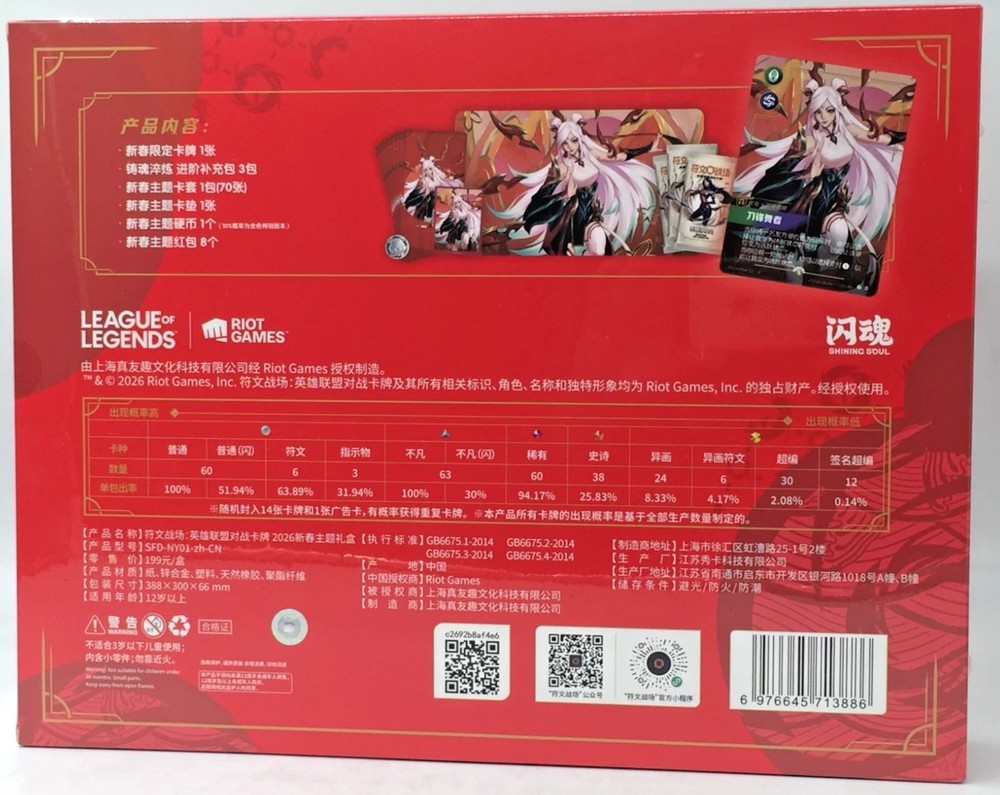 产品内容：
· 新春限定卡牌 1张
· 铸魂淬炼 进阶补充包 3包
· 新春主题卡套 1包(70张)
· 新春主题卡垫 1张
· 新春主题硬币 1个 (10%概率为金色特别版本)
· 新春主题红包 8个
刀锋舞者
LEAGUE OF LEGENDS
RIOT GAMES
闪魂
SHINING SOUL
由上海真友趣文化科技有限公司经 Riot Games 授权制造。
™ & © 2026 Riot Games, Inc. 符文战场:英雄联盟对战卡牌及其所有相关标识、角色、名称和独特形象均为 Riot Games, Inc. 的独占财产。经授权使用。
出现概率高 出现概率低
卡种 普通 普通(闪) 符文 指示物 不凡 不凡(闪) 稀有 史诗 异画 异画符文 超编 签名超编
数量 60 6 3 63 60 38 24 6 30 12
单包出率 100% 51.94% 63.89% 31.94% 100% 30% 94.17% 25.83% 8.33% 4.17% 2.08% 0.14%
※随机封入14张卡牌和1张广告卡,有概率获得重复卡牌。 ※本产品所有卡牌的出现概率是基于全部生产数量制定的。
【产品名称】符文战场:英雄联盟对战卡牌 2026新春主题礼盒
【产品型号】SFD-NY01-zh-CN
【零售价】199元/盒
【产品材质】纸、锌合金、塑料、天然橡胶、聚酯纤维
【包装尺寸】388×300×66 mm
【适用年龄】12岁以上
【执行标准】GB6675.1-2014 GB6675.2-2014
GB6675.3-2014 GB6675.4-2014
【产地】中国
【中国授权商】Riot Games
【被授权商】上海真友趣文化科技有限公司
【制造商】上海真友趣文化科技有限公司
【制造商地址】上海市徐汇区虹漕路25-1号2楼
【生产厂】江苏秀卡科技有限公司
【生产厂地址】江苏省南通市启东市开发区银河路1018号A幢、B幢
【储存条件】避光/防火/防潮
警告
WARNING
合格证
不适合3岁以下儿童使用;
内含小零件;勿靠近火。
Warning! Not suitable for children under
36 months. Small parts.
Keep away from open flames.
c2692b8af4e6
"符文战场"公众号
"符文战场"官方小程序
6 976645 713886